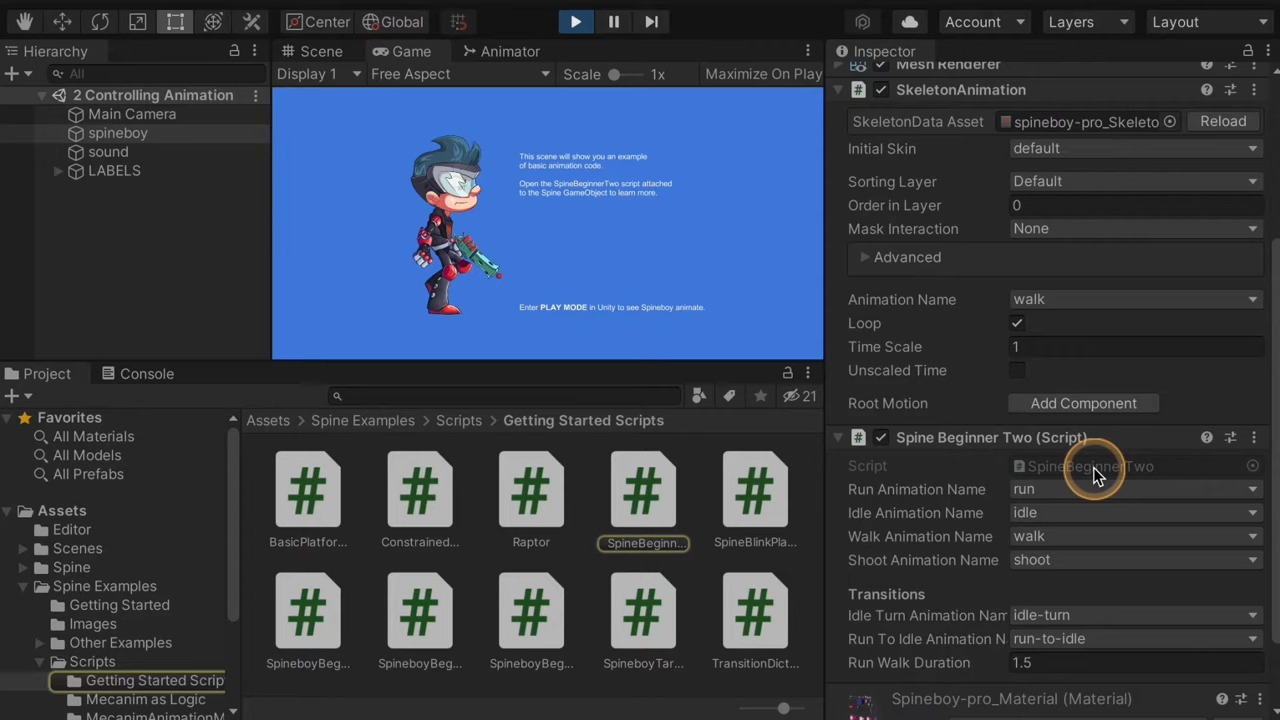 Center Global Account Layers Layout
Hierarchy
All
2 Controlling Animation
Main Camera
spineboy
sound
LABELS
Scene Game Animator
Display 1 Free Aspect Scale 1x Maximize On Play
This scene will show you an example
of basic animation code.
Open the SpineBeginnerTwo script attached
to the Spine GameObject to learn more.
Enter PLAY MODE in Unity to see Spineboy animate.
Inspector
Mesh Renderer
# SkeletonAnimation
SkeletonData Asset spineboy-pro_Skeleto Reload
Initial Skin default
Sorting Layer Default
Order in Layer 0
Mask Interaction None
Advanced
Animation Name walk
Loop
Time Scale 1
Unscaled Time
Root Motion Add Component
# Spine Beginner Two (Script)
Script # SpineBeginnerTwo
Run Animation Name run
Idle Animation Name idle
Walk Animation Name walk
Shoot Animation Name shoot
Transitions
Idle Turn Animation Nam idle-turn
Run To Idle Animation N run-to-idle
Run Walk Duration 1.5
Spineboy-pro_Material (Material)
Project Console
21
Favorites
All Materials
All Models
All Prefabs
Assets
Editor
Scenes
Spine
Spine Examples
Getting Started
Images
Other Examples
Scripts
Getting Started Scrip
Mecanim as Logic
MecanimAnimationM
Assets Spine Examples Scripts Getting Started Scripts
# # # # #
BasicPlatfor... Constrained... Raptor SpineBeginn... SpineBlinkPla...
# # # # #
SpineboyBeg... SpineboyBeg... SpineboyBeg... SpineboyTar... TransitionDict...